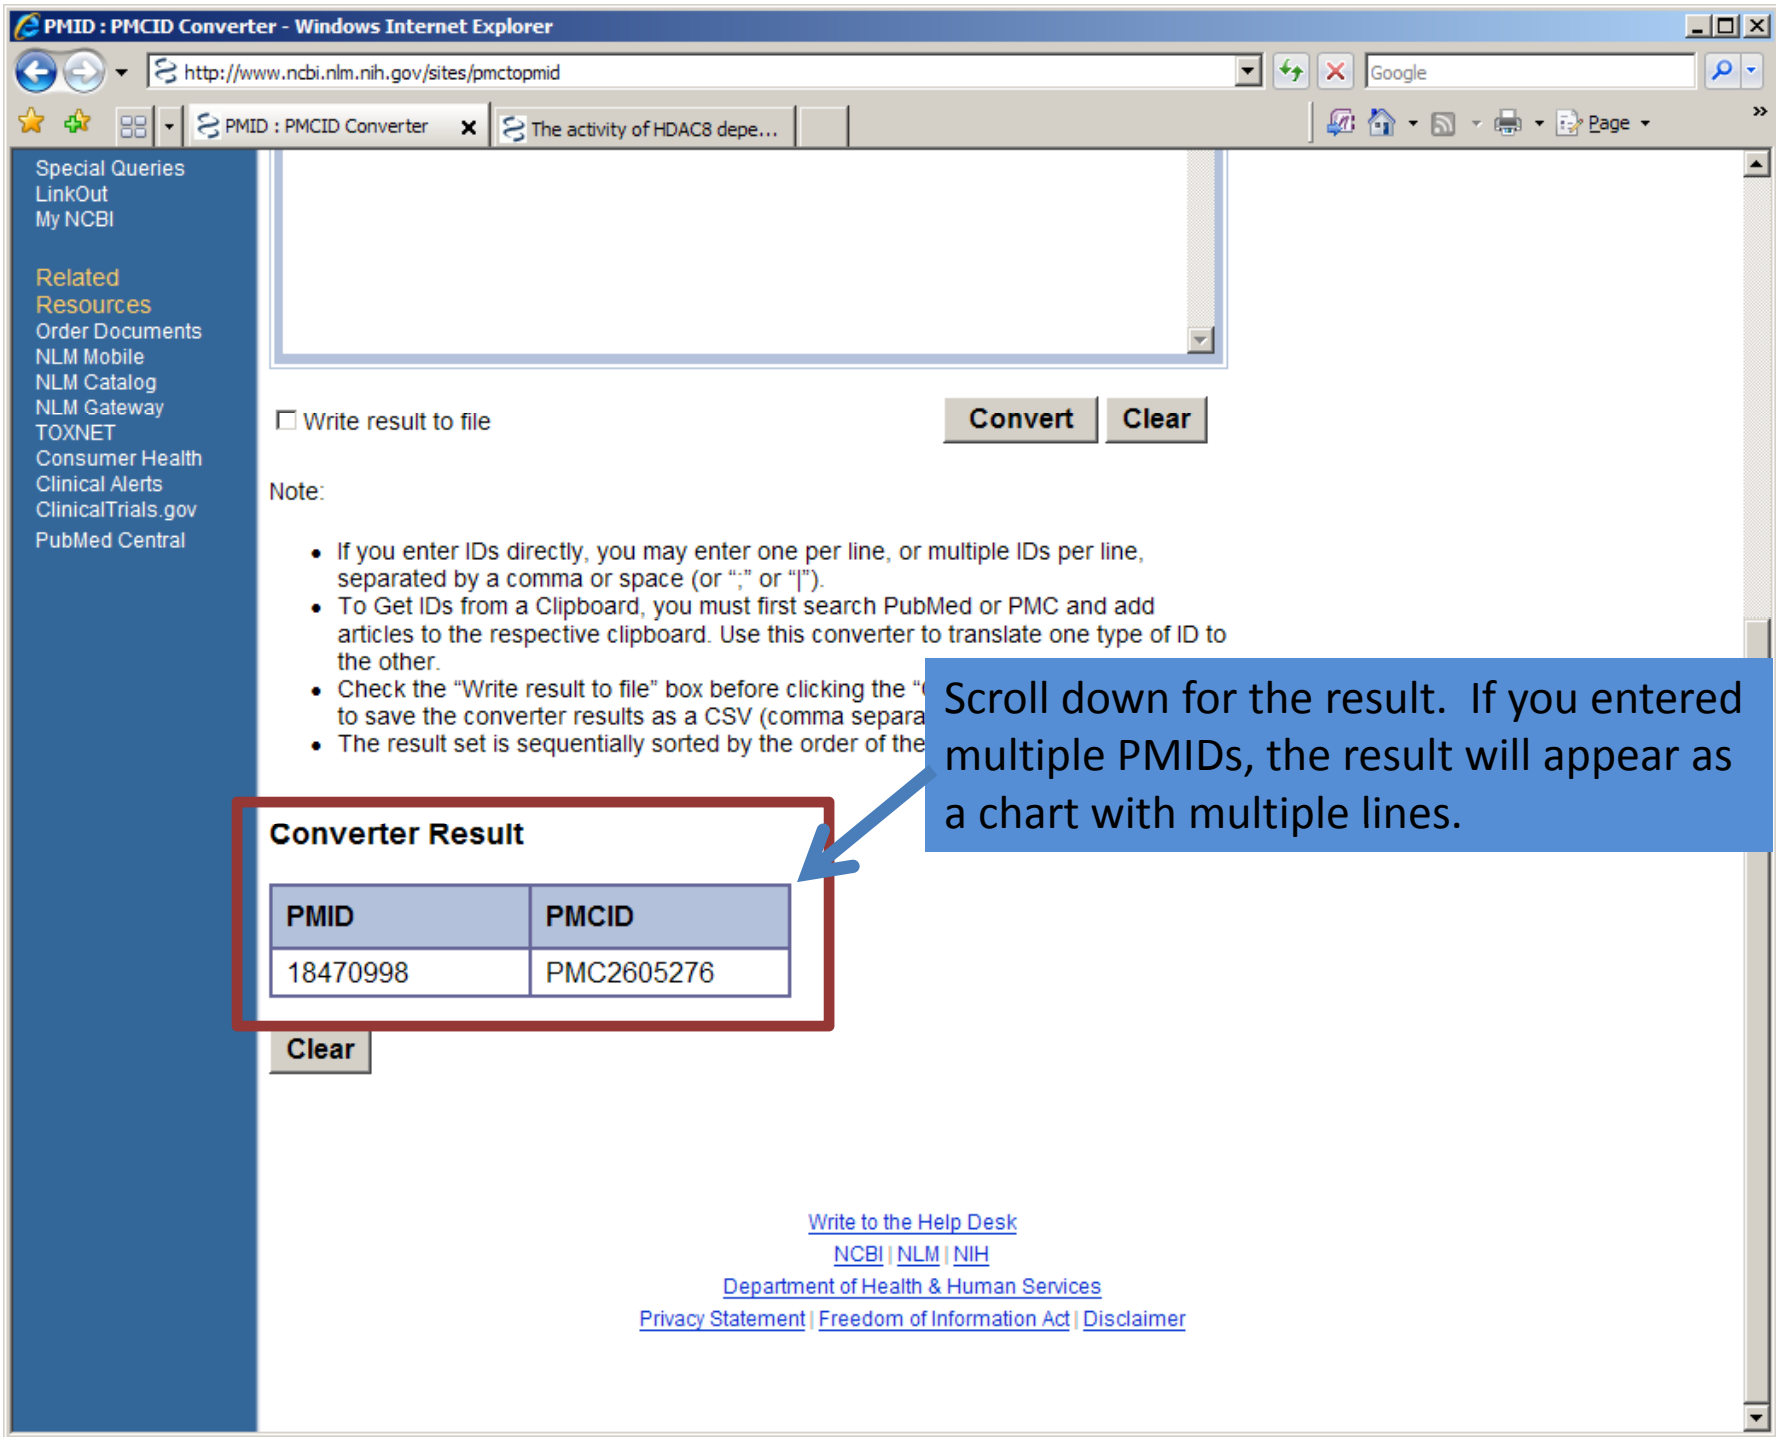 PMID : PMCID Converter - Windows Internet Explorer
http://www.ncbi.nlm.nih.gov/sites/pmctopmid
Google
PMID : PMCID Converter
The activity of HDAC8 depe...
Page
»
Special Queries
LinkOut
My NCBI
Related
Resources
Order Documents
NLM Mobile
NLM Catalog
NLM Gateway
TOXNET
Consumer Health
Clinical Alerts
ClinicalTrials.gov
PubMed Central
Write result to file
Convert
Clear
Note:
• If you enter IDs directly, you may enter one per line, or multiple IDs per line,
separated by a comma or space (or “;” or “|”).
• To Get IDs from a Clipboard, you must first search PubMed or PMC and add
articles to the respective clipboard. Use this converter to translate one type of ID to
the other.
• Check the “Write result to file” box before clicking the “
to save the converter results as a CSV (comma separa
• The result set is sequentially sorted by the order of the
Scroll down for the result.  If you entered
multiple PMIDs, the result will appear as
a chart with multiple lines.
Converter Result
PMID PMCID
18470998 PMC2605276
Clear
Write to the Help Desk
NCBI | NLM | NIH
Department of Health & Human Services
Privacy Statement | Freedom of Information Act | Disclaimer